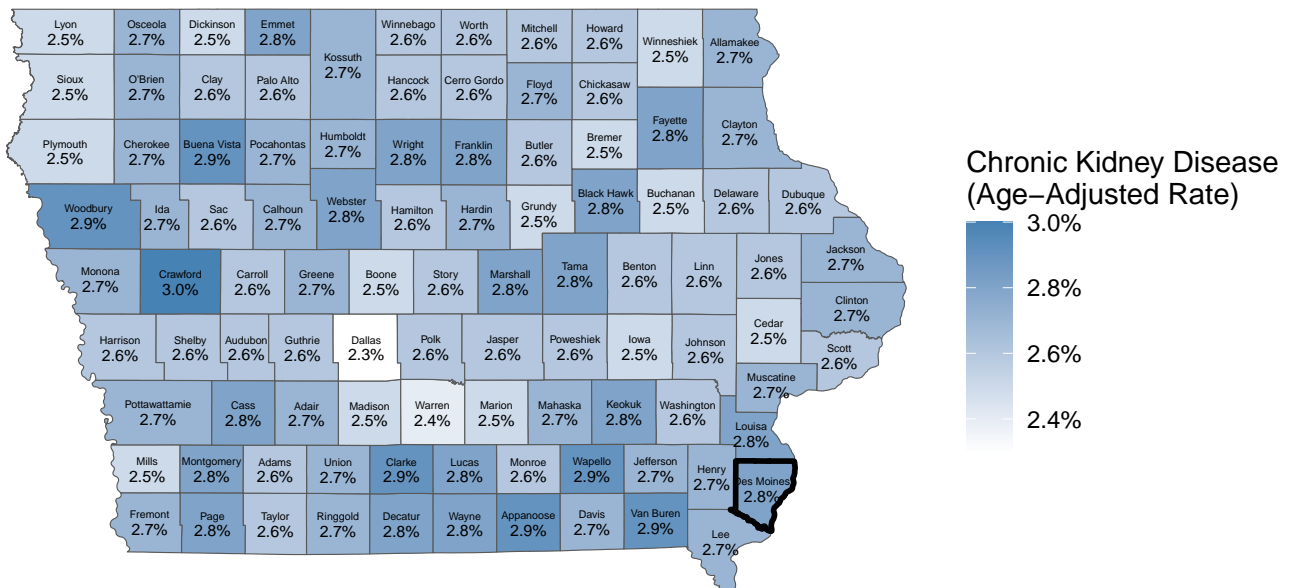 Lyon
2.5%
Osceola
2.7%
Dickinson
2.5%
Emmet
2.8%
Kossuth
2.7%
Winnebago
2.6%
Worth
2.6%
Mitchell
2.6%
Howard
2.6%
Winneshiek
2.5%
Allamakee
2.7%
Sioux
2.5%
O'Brien
2.7%
Clay
2.6%
Palo Alto
2.6%
Hancock
2.6%
Cerro Gordo
2.6%
Floyd
2.7%
Chickasaw
2.6%
Fayette
2.8%
Clayton
2.7%
Plymouth
2.5%
Cherokee
2.7%
Buena Vista
2.9%
Pocahontas
2.7%
Humboldt
2.7%
Wright
2.8%
Franklin
2.8%
Butler
2.6%
Bremer
2.5%
Woodbury
2.9%
Ida
2.7%
Sac
2.6%
Calhoun
2.7%
Webster
2.8%
Hamilton
2.6%
Hardin
2.7%
Grundy
2.5%
Black Hawk
2.8%
Buchanan
2.5%
Delaware
2.6%
Dubuque
2.6%
Monona
2.7%
Crawford
3.0%
Carroll
2.6%
Greene
2.7%
Boone
2.5%
Story
2.6%
Marshall
2.8%
Tama
2.8%
Benton
2.6%
Linn
2.6%
Jones
2.6%
Jackson
2.7%
Clinton
2.7%
Harrison
2.6%
Shelby
2.6%
Audubon
2.6%
Guthrie
2.6%
Dallas
2.3%
Polk
2.6%
Jasper
2.6%
Poweshiek
2.6%
Iowa
2.5%
Johnson
2.6%
Cedar
2.5%
Scott
2.6%
Muscatine
2.7%
Pottawattamie
2.7%
Cass
2.8%
Adair
2.7%
Madison
2.5%
Warren
2.4%
Marion
2.5%
Mahaska
2.7%
Keokuk
2.8%
Washington
2.6%
Louisa
2.8%
Mills
2.5%
Montgomery
2.8%
Adams
2.6%
Union
2.7%
Clarke
2.9%
Lucas
2.8%
Monroe
2.6%
Wapello
2.9%
Jefferson
2.7%
Henry
2.7%
Des Moines
2.8%
Fremont
2.7%
Page
2.8%
Taylor
2.6%
Ringgold
2.7%
Decatur
2.8%
Wayne
2.8%
Appanoose
2.9%
Davis
2.7%
Van Buren
2.9%
Lee
2.7%
Chronic Kidney Disease
(Age−Adjusted Rate)
3.0%
2.8%
2.6%
2.4%